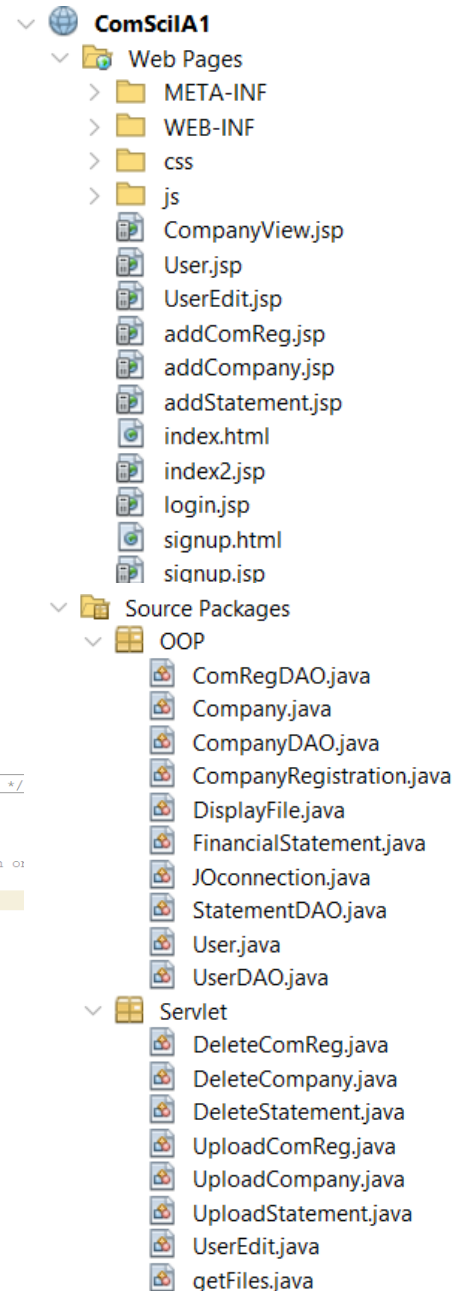 ComSciIA1
Web Pages
META-INF
WEB-INF
css
js
CompanyView.jsp
User.jsp
UserEdit.jsp
addComReg.jsp
addCompany.jsp
addStatement.jsp
index.html
index2.jsp
login.jsp
signup.html
signup.jsp
Source Packages
OOP
ComRegDAO.java
Company.java
CompanyDAO.java
CompanyRegistration.java
*/
DisplayFile.java
FinancialStatement.java
JOconnection.java
StatementDAO.java
User.java
UserDAO.java
Servlet
DeleteComReg.java
DeleteCompany.java
DeleteStatement.java
UploadComReg.java
UploadCompany.java
UploadStatement.java
UserEdit.java
getFiles.java